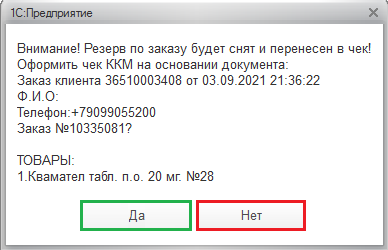 1С:Предприятие
Внимание! Резерв по заказу будет снят и перенесен в чек!
Оформить чек ККМ на основании документа:
Заказ клиента 36510003408 от 03.09.2021 21:36:22
Ф.И.О:
Телефон:+79099055200
Заказ №10335081?
ТОВАРЫ:
1.Квамател табл. п.о. 20 мг. №28
Да
Нет